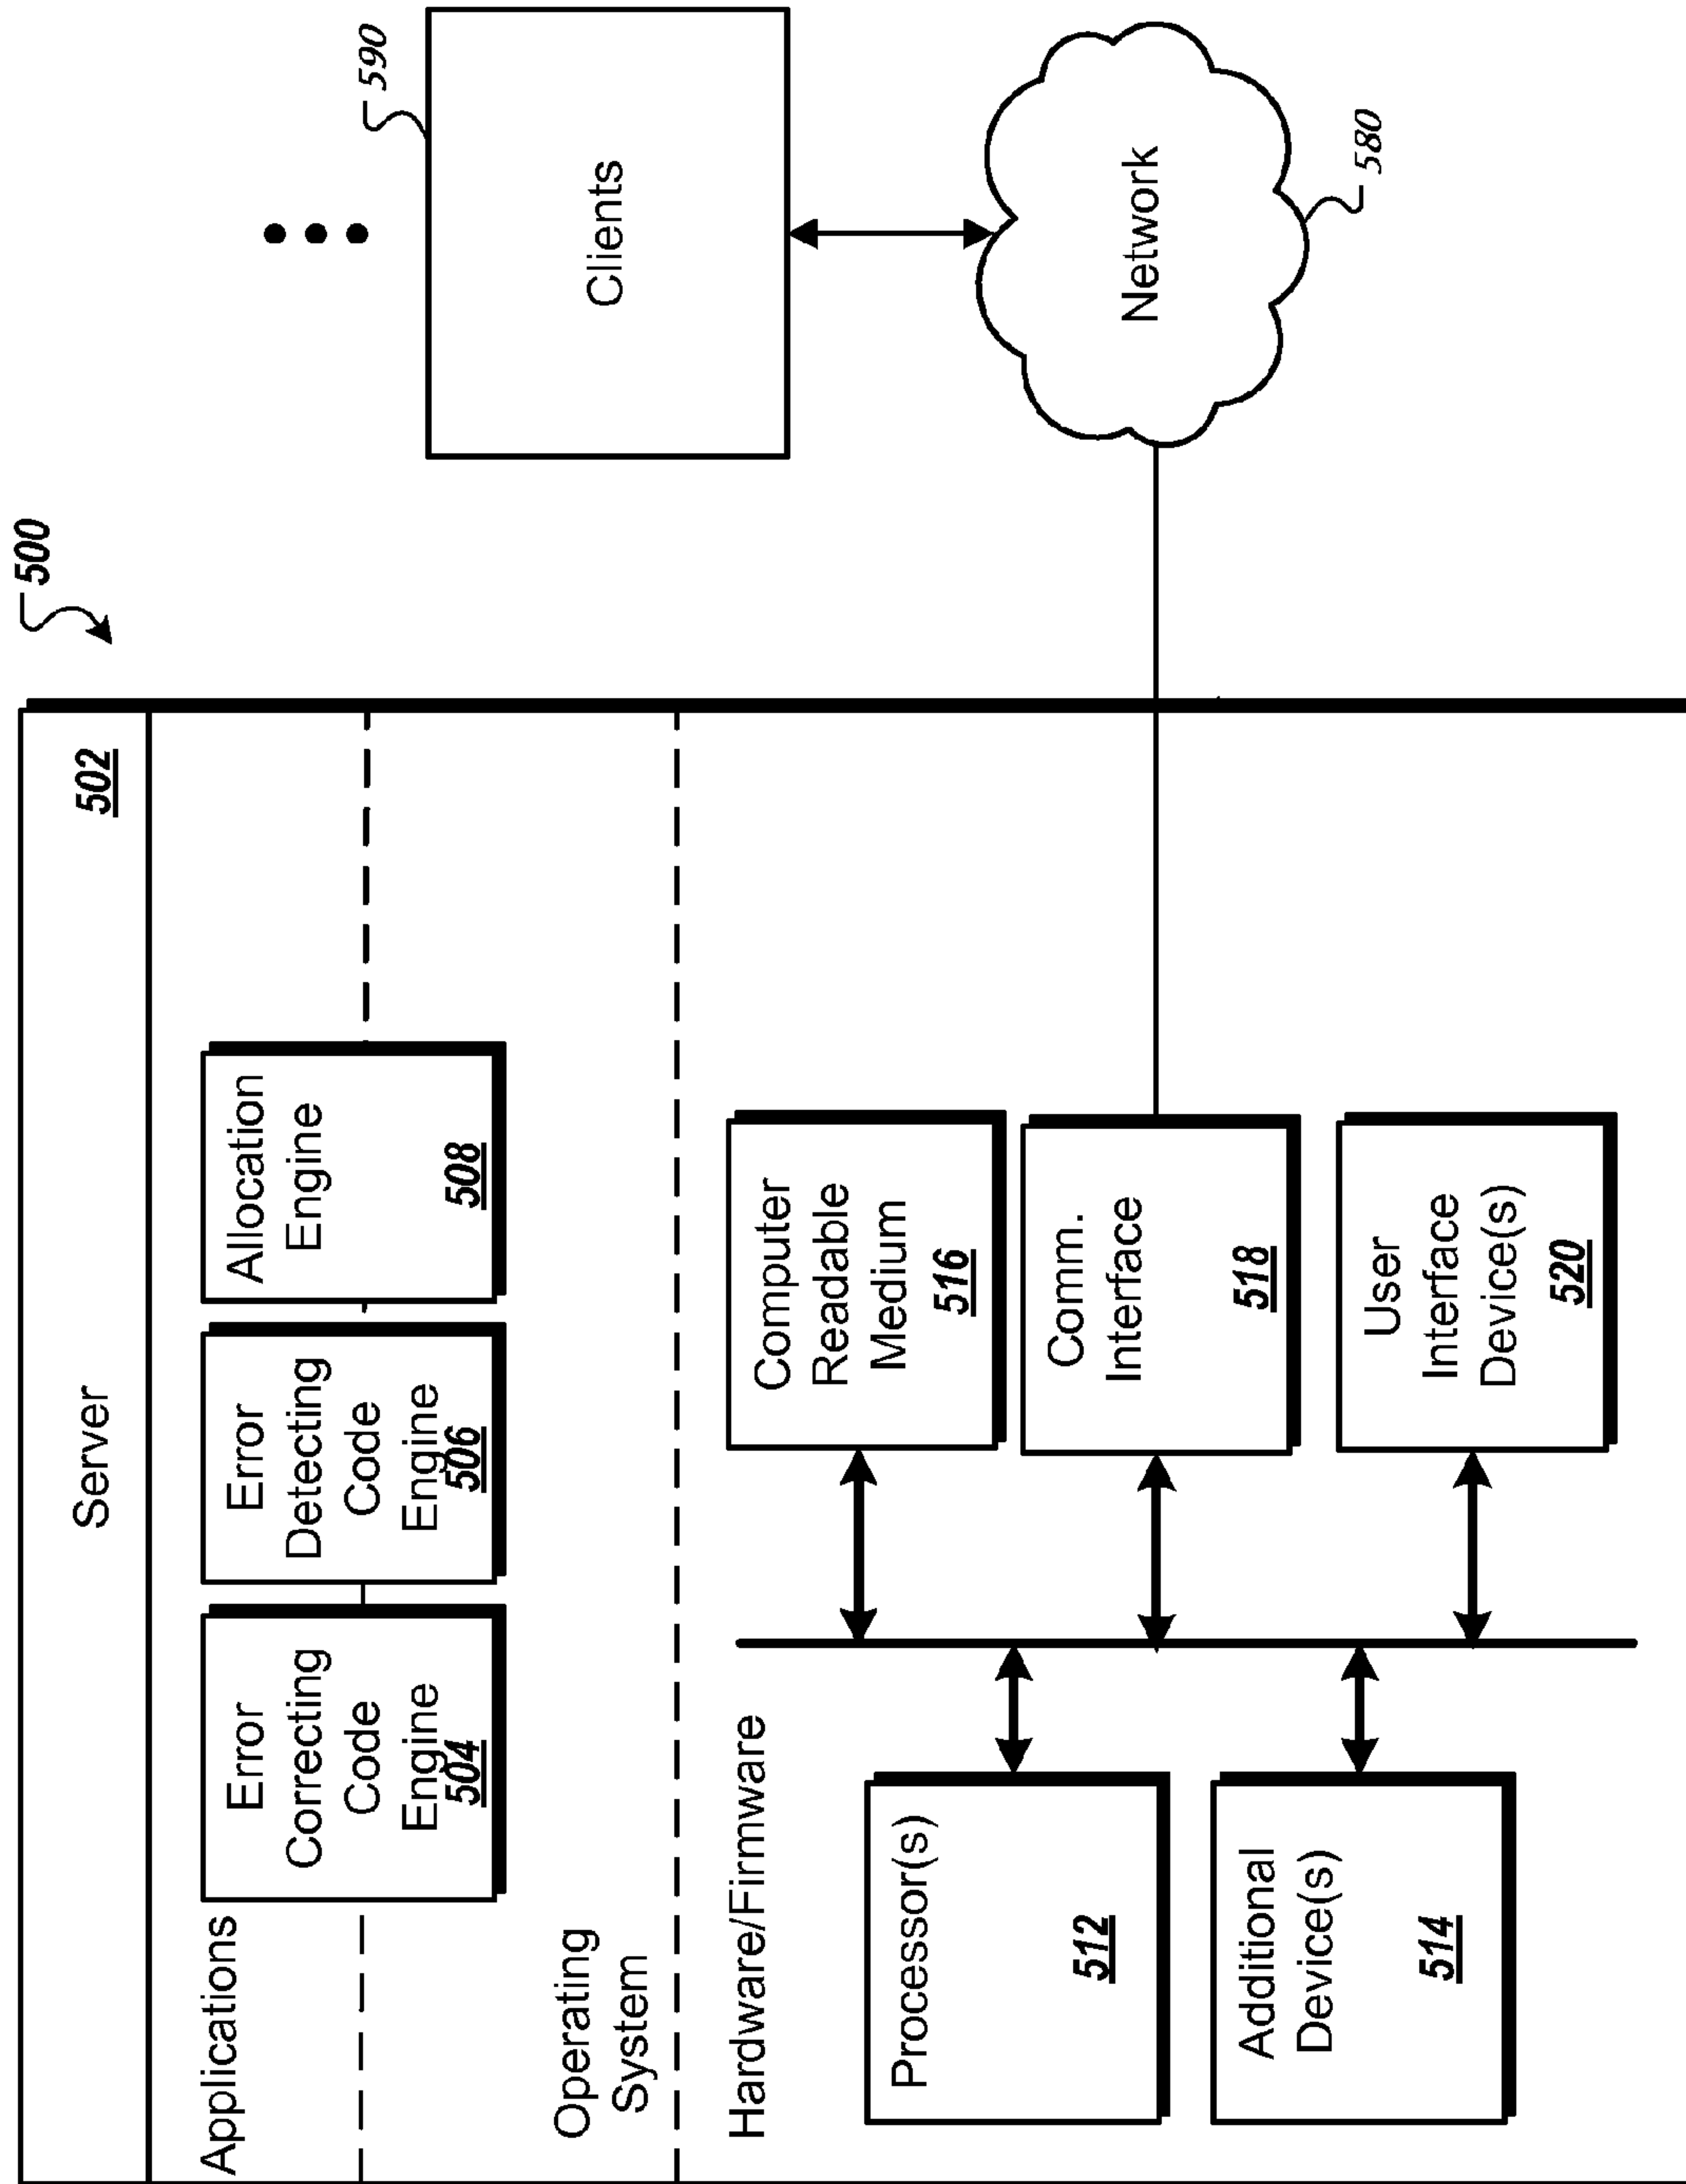 500
Server
502
Applications
Error
Correcting
Code
Engine
504
Error
Detecting
Code
Engine
506
Allocation
Engine
508
Operating
System
Hardware/Firmware
Processor(s)
512
Additional
Device(s)
514
Computer
Readable
Medium
516
Comm.
Interface
518
User
Interface
Device(s)
520
590
Clients
Network
580